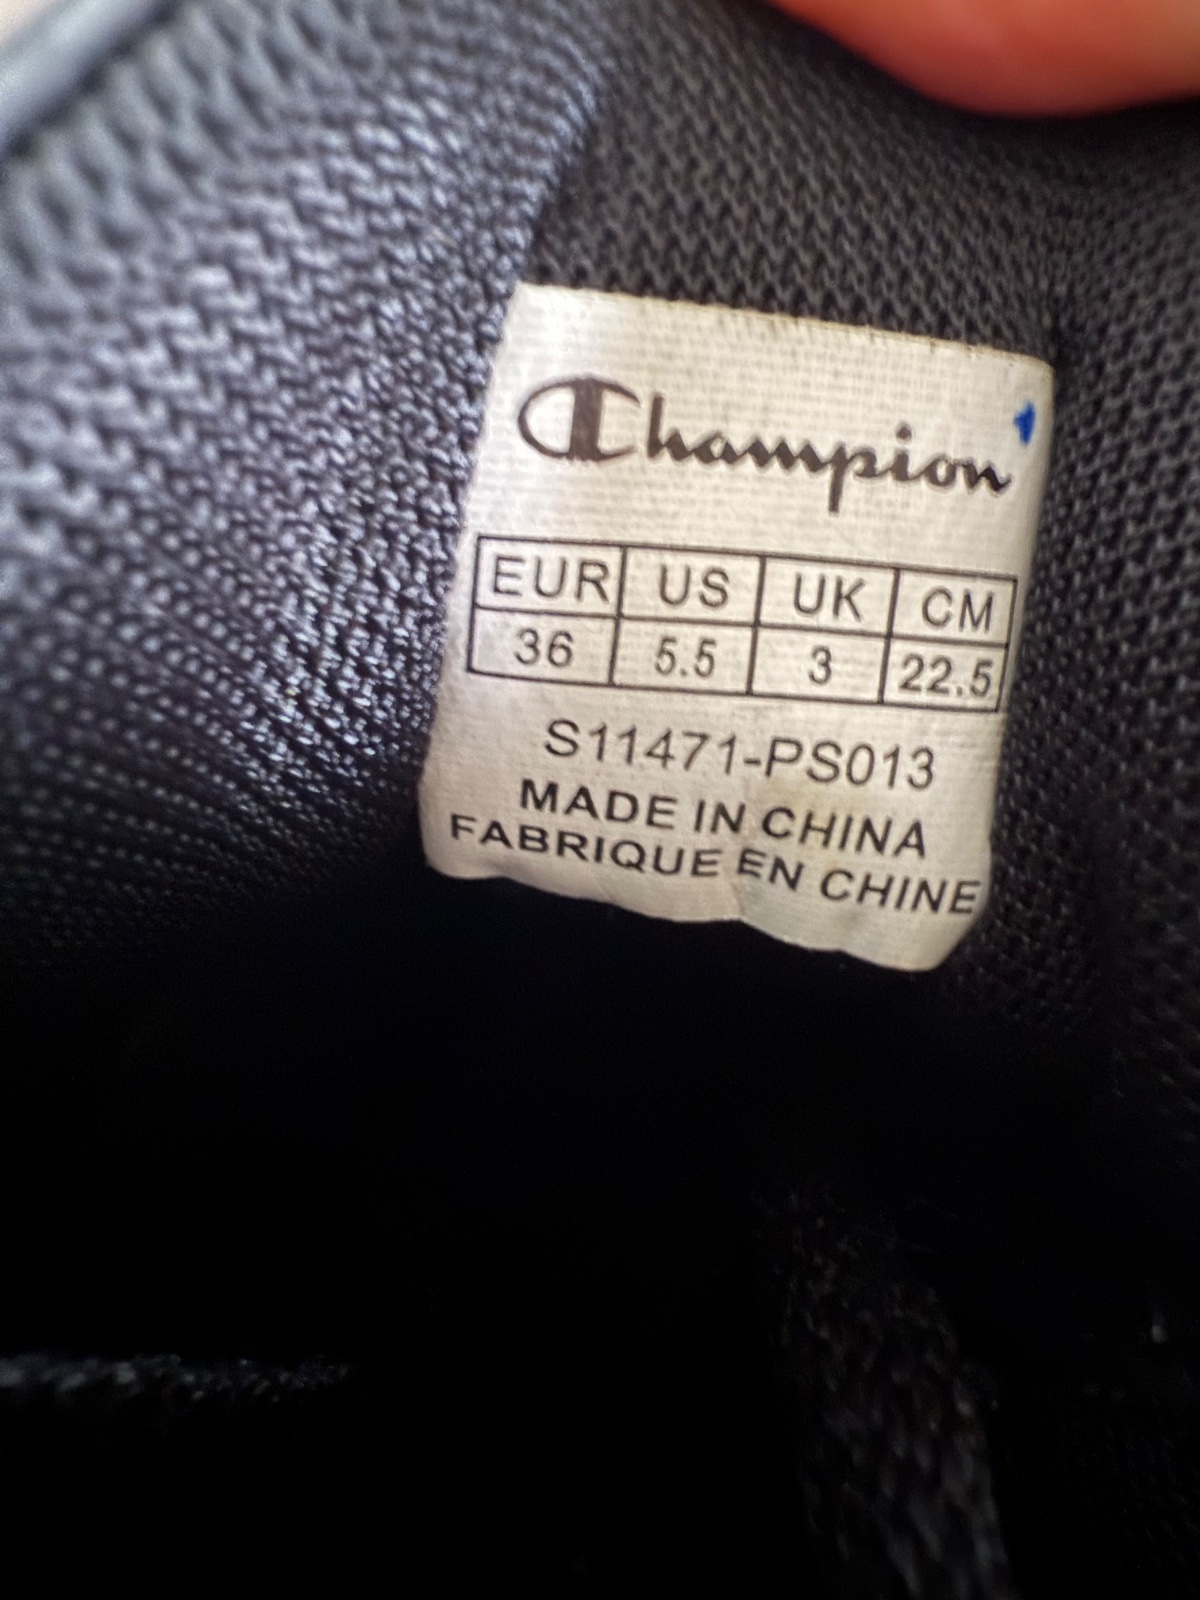 Champion
EUR US UK CM
36 5.5 3 22.5
S11471-PS013
MADE IN CHINA
FABRIQUE EN CHINE